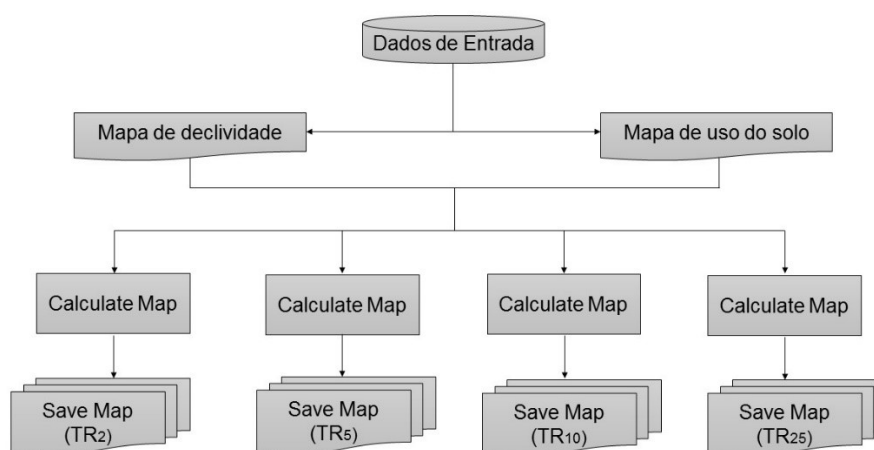 Dados de Entrada
Mapa de declividade
Mapa de uso do solo
Calculate Map
Calculate Map
Calculate Map
Calculate Map
Save Map
(TR2)
Save Map
(TR5)
Save Map
(TR10)
Save Map
(TR25)